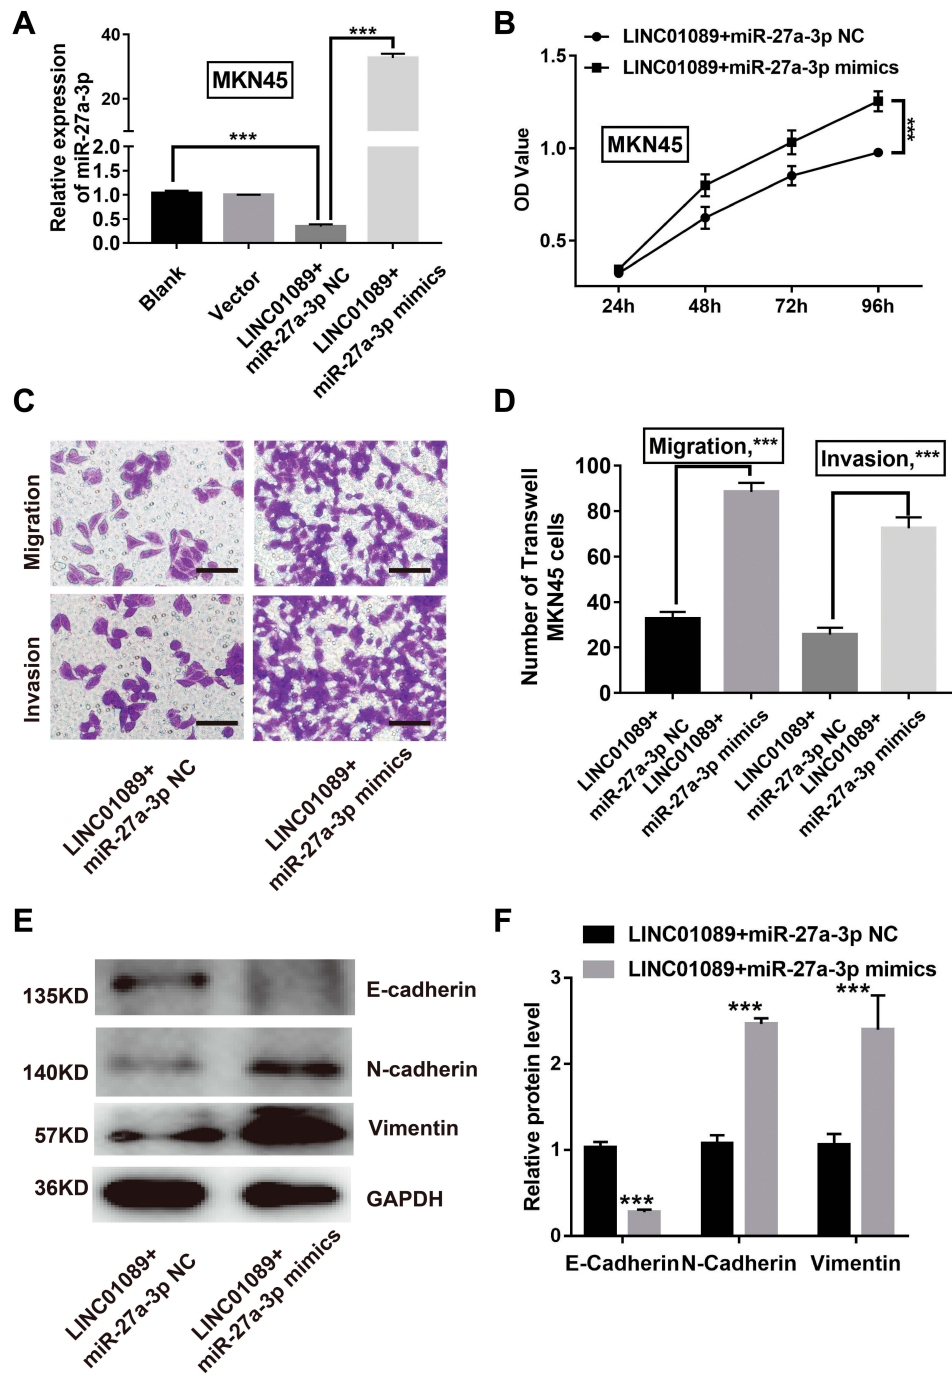 A
Relative expression
of miR-27a-3p
40
20
2.0
1.5
1.0
0.5
0.0
MKN45
***
***
Blank
Vector
LINC01089+
miR-27a-3p NC
LINC01089+
miR-27a-3p mimics
B
LINC01089+miR-27a-3p NC
LINC01089+miR-27a-3p mimics
OD Value
1.5
1.0
0.5
MKN45
***
24h
48h
72h
96h
C
Migration
Invasion
LINC01089+
miR-27a-3p NC
LINC01089+
miR-27a-3p mimics
D
Number of Transwell
MKN45 cells
100
80
60
40
20
0
Migration,***
Invasion,***
LINC01089+
miR-27a-3p NC
LINC01089+
miR-27a-3p mimics
LINC01089+
miR-27a-3p NC
LINC01089+
miR-27a-3p mimics
E
135KD
E-cadherin
140KD
N-cadherin
57KD
Vimentin
36KD
GAPDH
LINC01089+
miR-27a-3p NC
LINC01089+
miR-27a-3p mimics
F
LINC01089+miR-27a-3p NC
LINC01089+miR-27a-3p mimics
Relative protein level
3
2
1
0
***
***
***
E-Cadherin
N-Cadherin
Vimentin